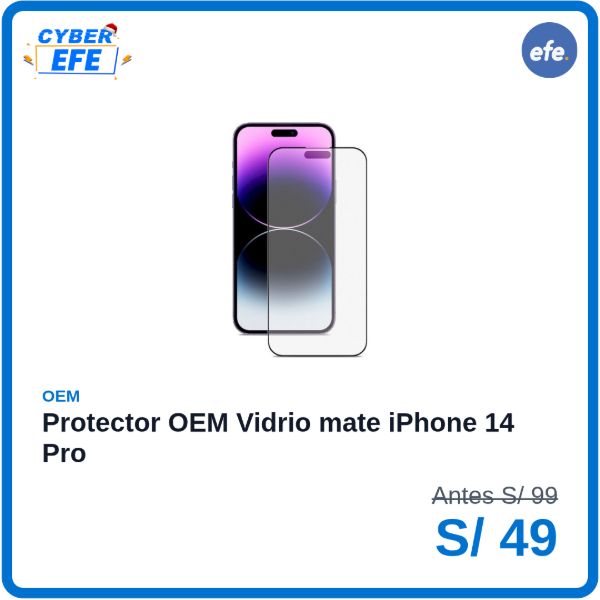 CYBER
EFE
efe.
OEM
Protector OEM Vidrio mate iPhone 14
Pro
Antes S/ 99
S/ 49